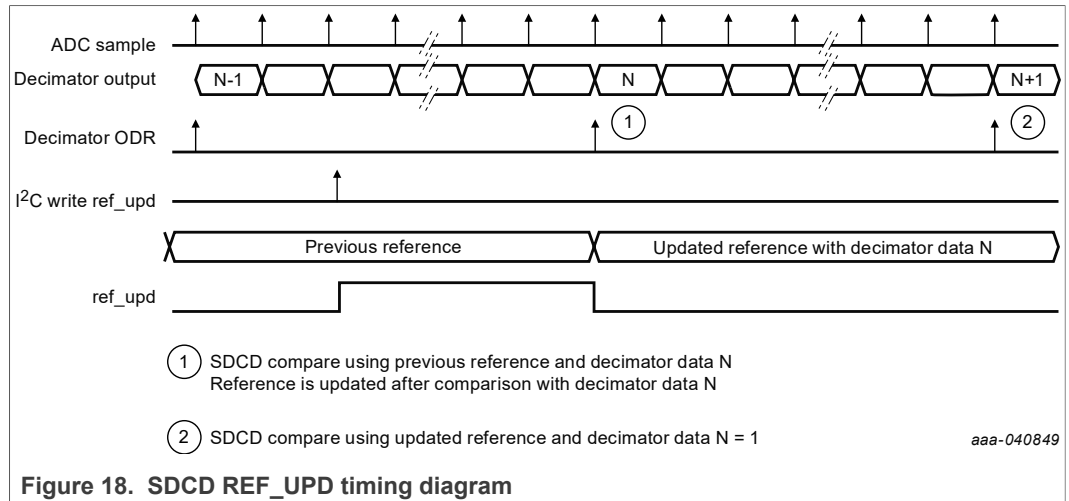 ADC sample
Decimator output
N-1
N
N+1
1
2
Decimator ODR
I2C write ref_upd
Previous reference
Updated reference with decimator data N
ref_upd
1 SDCD compare using previous reference and decimator data N
Reference is updated after comparison with decimator data N
2 SDCD compare using updated reference and decimator data N = 1
aaa-040849
Figure 18. SDCD REF_UPD timing diagram